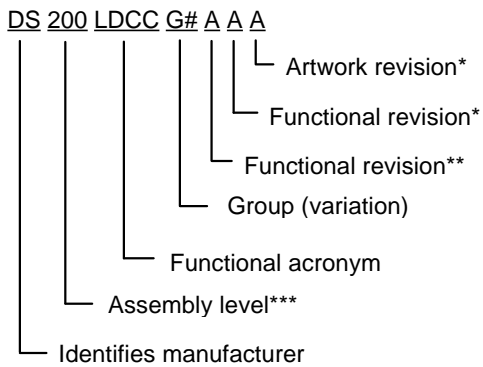 DS 200 LDCC G# A A A
Artwork revision*
Functional revision*
Functional revision**
Group (variation)
Functional acronym
Assembly level***
Identifies manufacturer